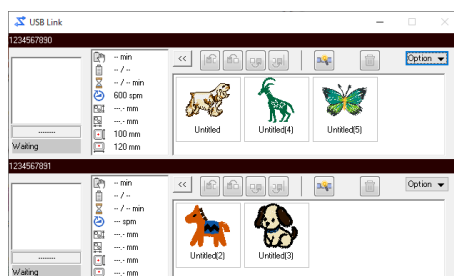 USB Link
1234567890
-- min
-- / --
-- / -- min
600 spm
---.- mm
---.- mm
100 mm
120 mm
--------
Waiting
<<
Option
Untitled
Untitled(4)
Untitled(5)
1234567891
-- min
-- / --
-- / -- min
--- spm
---.- mm
---.- mm
--- mm
--- mm
--------
Waiting
<<
Option
Untitled(2)
Untitled(3)